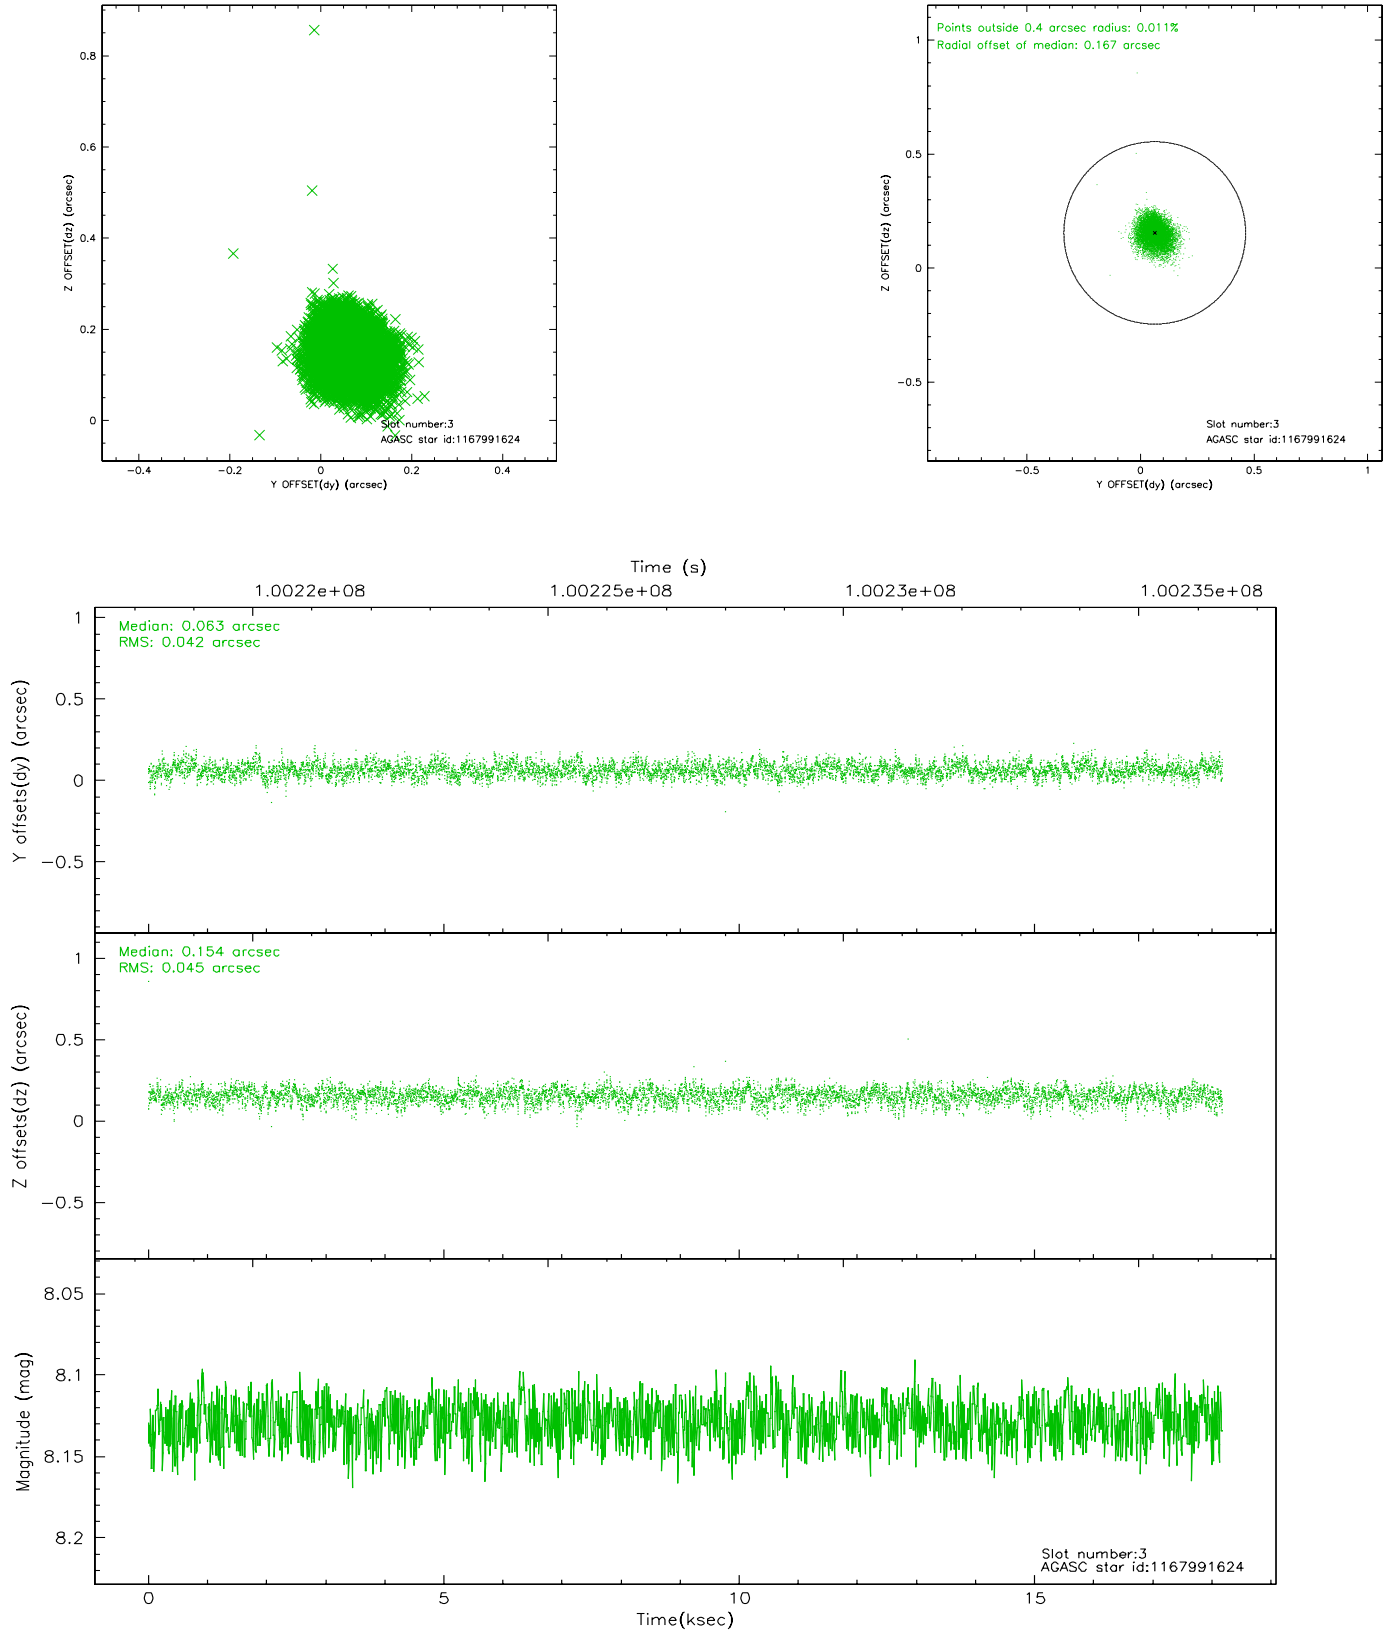 0.8
0.6
0.4
0.2
0
Z OFFSET(dz) (arcsec)
−0.4 −0.2 0 0.2 0.4
Y OFFSET(dy) (arcsec)
Slot number:3
AGASC star id:1167991624
Points outside 0.4 arcsec radius: 0.011%
Radial offset of median: 0.167 arcsec
1
0.5
0
−0.5
Z OFFSET(dz) (arcsec)
−0.5 0 0.5 1
Y OFFSET(dy) (arcsec)
Slot number:3
AGASC star id:1167991624
Time (s)
1.0022e+08 1.00225e+08 1.0023e+08 1.00235e+08
Median: 0.063 arcsec
RMS: 0.042 arcsec
1
0.5
0
−0.5
Y offsets(dy) (arcsec)
Median: 0.154 arcsec
RMS: 0.045 arcsec
1
0.5
0
−0.5
Z offsets(dz) (arcsec)
8.05
8.1
8.15
8.2
Magnitude (mag)
Slot number:3
AGASC star id:1167991624
0 5 10 15
Time(ksec)